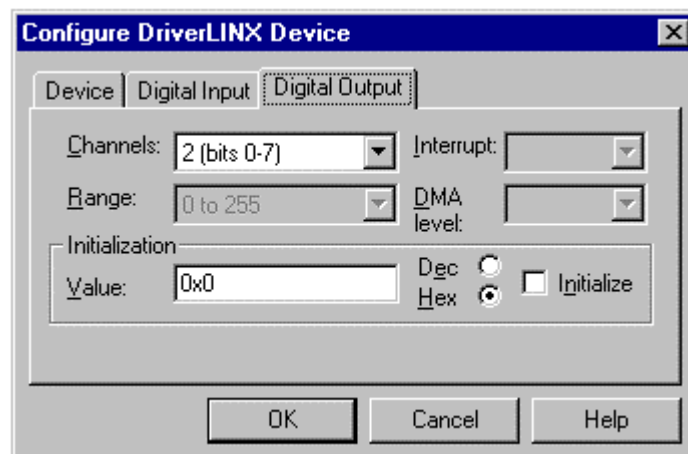 Configure DriverLINX Device
Device Digital Input Digital Output
Channels: 2 (bits 0-7) Interrupt:
Range: 0 to 255 DMA level:
Initialization
Value: 0x0 Dec Hex Initialize
OK Cancel Help